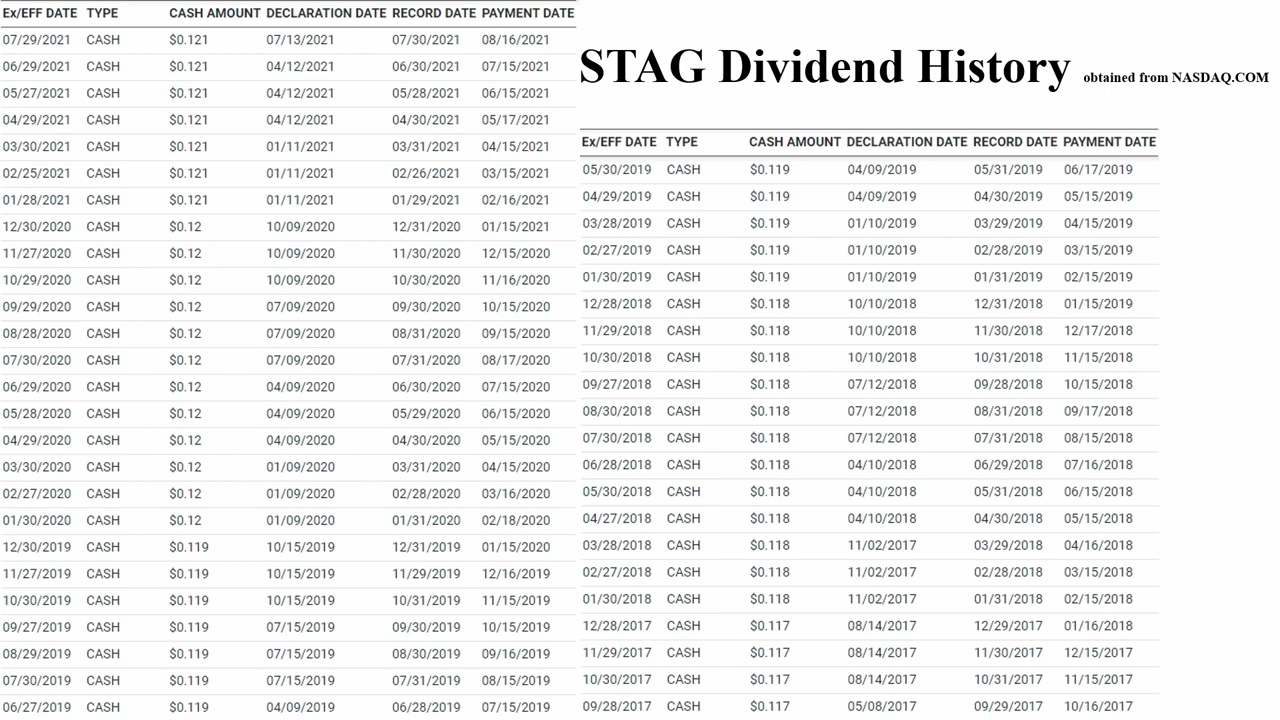 Ex/EFF DATE TYPE CASH AMOUNT DECLARATION DATE RECORD DATE PAYMENT DATE
07/29/2021 CASH $0.121 07/13/2021 07/30/2021 08/16/2021
06/29/2021 CASH $0.121 04/12/2021 06/30/2021 07/15/2021
05/27/2021 CASH $0.121 04/12/2021 05/28/2021 06/15/2021
04/29/2021 CASH $0.121 04/12/2021 04/30/2021 05/17/2021
03/30/2021 CASH $0.121 01/11/2021 03/31/2021 04/15/2021
02/25/2021 CASH $0.121 01/11/2021 02/26/2021 03/15/2021
01/28/2021 CASH $0.121 01/11/2021 01/29/2021 02/16/2021
12/30/2020 CASH $0.12 10/09/2020 12/31/2020 01/15/2021
11/27/2020 CASH $0.12 10/09/2020 11/30/2020 12/15/2020
10/29/2020 CASH $0.12 10/09/2020 10/30/2020 11/16/2020
09/29/2020 CASH $0.12 07/09/2020 09/30/2020 10/15/2020
08/28/2020 CASH $0.12 07/09/2020 08/31/2020 09/15/2020
07/30/2020 CASH $0.12 07/09/2020 07/31/2020 08/17/2020
06/29/2020 CASH $0.12 04/09/2020 06/30/2020 07/15/2020
05/28/2020 CASH $0.12 04/09/2020 05/29/2020 06/15/2020
04/29/2020 CASH $0.12 04/09/2020 04/30/2020 05/15/2020
03/30/2020 CASH $0.12 01/09/2020 03/31/2020 04/15/2020
02/27/2020 CASH $0.12 01/09/2020 02/28/2020 03/16/2020
01/30/2020 CASH $0.12 01/09/2020 01/31/2020 02/18/2020
12/30/2019 CASH $0.119 10/15/2019 12/31/2019 01/15/2020
11/27/2019 CASH $0.119 10/15/2019 11/29/2019 12/16/2019
10/30/2019 CASH $0.119 10/15/2019 10/31/2019 11/15/2019
09/27/2019 CASH $0.119 07/15/2019 09/30/2019 10/15/2019
08/29/2019 CASH $0.119 07/15/2019 08/30/2019 09/16/2019
07/30/2019 CASH $0.119 07/15/2019 07/31/2019 08/15/2019
06/27/2019 CASH $0.119 04/09/2019 06/28/2019 07/15/2019
STAG Dividend History obtained from NASDAQ.COM
Ex/EFF DATE TYPE CASH AMOUNT DECLARATION DATE RECORD DATE PAYMENT DATE
05/30/2019 CASH $0.119 04/09/2019 05/31/2019 06/17/2019
04/29/2019 CASH $0.119 04/09/2019 04/30/2019 05/15/2019
03/28/2019 CASH $0.119 01/10/2019 03/29/2019 04/15/2019
02/27/2019 CASH $0.119 01/10/2019 02/28/2019 03/15/2019
01/30/2019 CASH $0.119 01/10/2019 01/31/2019 02/15/2019
12/28/2018 CASH $0.118 10/10/2018 12/31/2018 01/15/2019
11/29/2018 CASH $0.118 10/10/2018 11/30/2018 12/17/2018
10/30/2018 CASH $0.118 10/10/2018 10/31/2018 11/15/2018
09/27/2018 CASH $0.118 07/12/2018 09/28/2018 10/15/2018
08/30/2018 CASH $0.118 07/12/2018 08/31/2018 09/17/2018
07/30/2018 CASH $0.118 07/12/2018 07/31/2018 08/15/2018
06/28/2018 CASH $0.118 04/10/2018 06/29/2018 07/16/2018
05/30/2018 CASH $0.118 04/10/2018 05/31/2018 06/15/2018
04/27/2018 CASH $0.118 04/10/2018 04/30/2018 05/15/2018
03/28/2018 CASH $0.118 11/02/2017 03/29/2018 04/16/2018
02/27/2018 CASH $0.118 11/02/2017 02/28/2018 03/15/2018
01/30/2018 CASH $0.118 11/02/2017 01/31/2018 02/15/2018
12/28/2017 CASH $0.117 08/14/2017 12/29/2017 01/16/2018
11/29/2017 CASH $0.117 08/14/2017 11/30/2017 12/15/2017
10/30/2017 CASH $0.117 08/14/2017 10/31/2017 11/15/2017
09/28/2017 CASH $0.117 05/08/2017 09/29/2017 10/16/2017